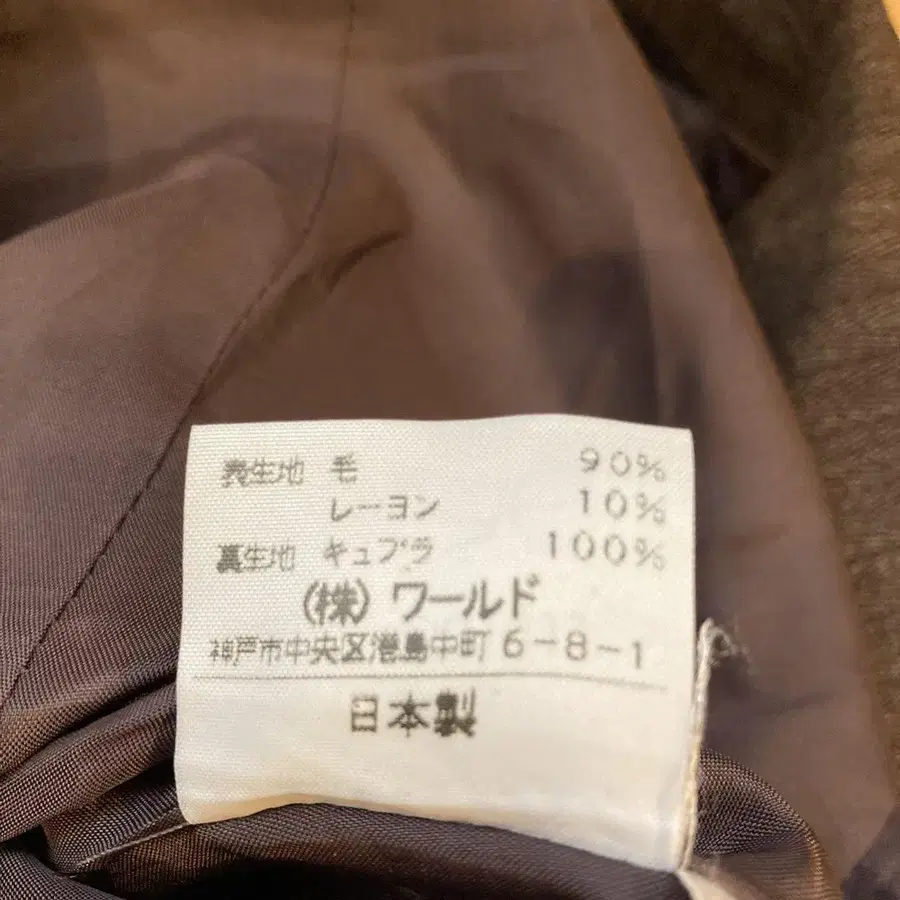 表生地 毛 90%
レーヨン 10%
裏生地 キュプラ 100%
(株) ワールド
神戸市中央区港島中町 6-8-1
日本製